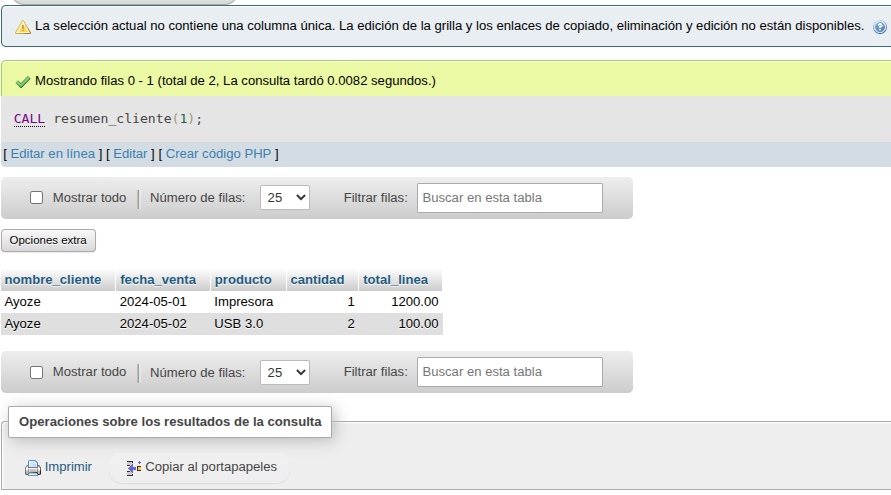 La selección actual no contiene una columna única. La edición de la grilla y los enlaces de copiado, eliminación y edición no están disponibles.
Mostrando filas 0 - 1 (total de 2, La consulta tardó 0.0082 segundos.)
CALL resumen_cliente(1);
[ Editar en línea ] [ Editar ] [ Crear código PHP ]
Mostrar todo Número de filas: 25 Filtrar filas: Buscar en esta tabla
Opciones extra
nombre_cliente fecha_venta producto cantidad total_linea
Ayoze 2024-05-01 Impresora 1 1200.00
Ayoze 2024-05-02 USB 3.0 2 100.00
Mostrar todo Número de filas: 25 Filtrar filas: Buscar en esta tabla
Operaciones sobre los resultados de la consulta
Imprimir Copiar al portapapeles